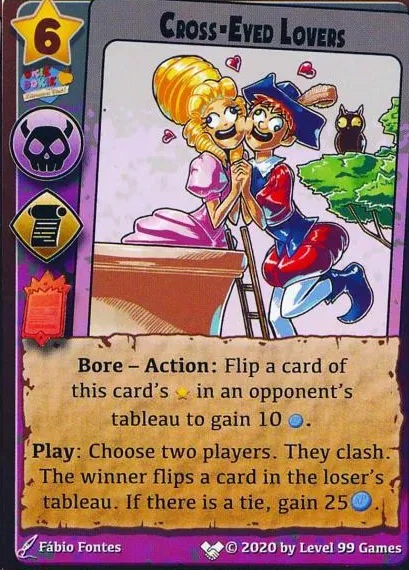 6
CROSS-EYED LOVERS
Bore – Action: Flip a card of
this card's in an opponent's
tableau to gain 10 .
Play: Choose two players. They clash.
The winner flips a card in the loser's
tableau. If there is a tie, gain 25 .
Fábio Fontes
© 2020 by Level 99 Games